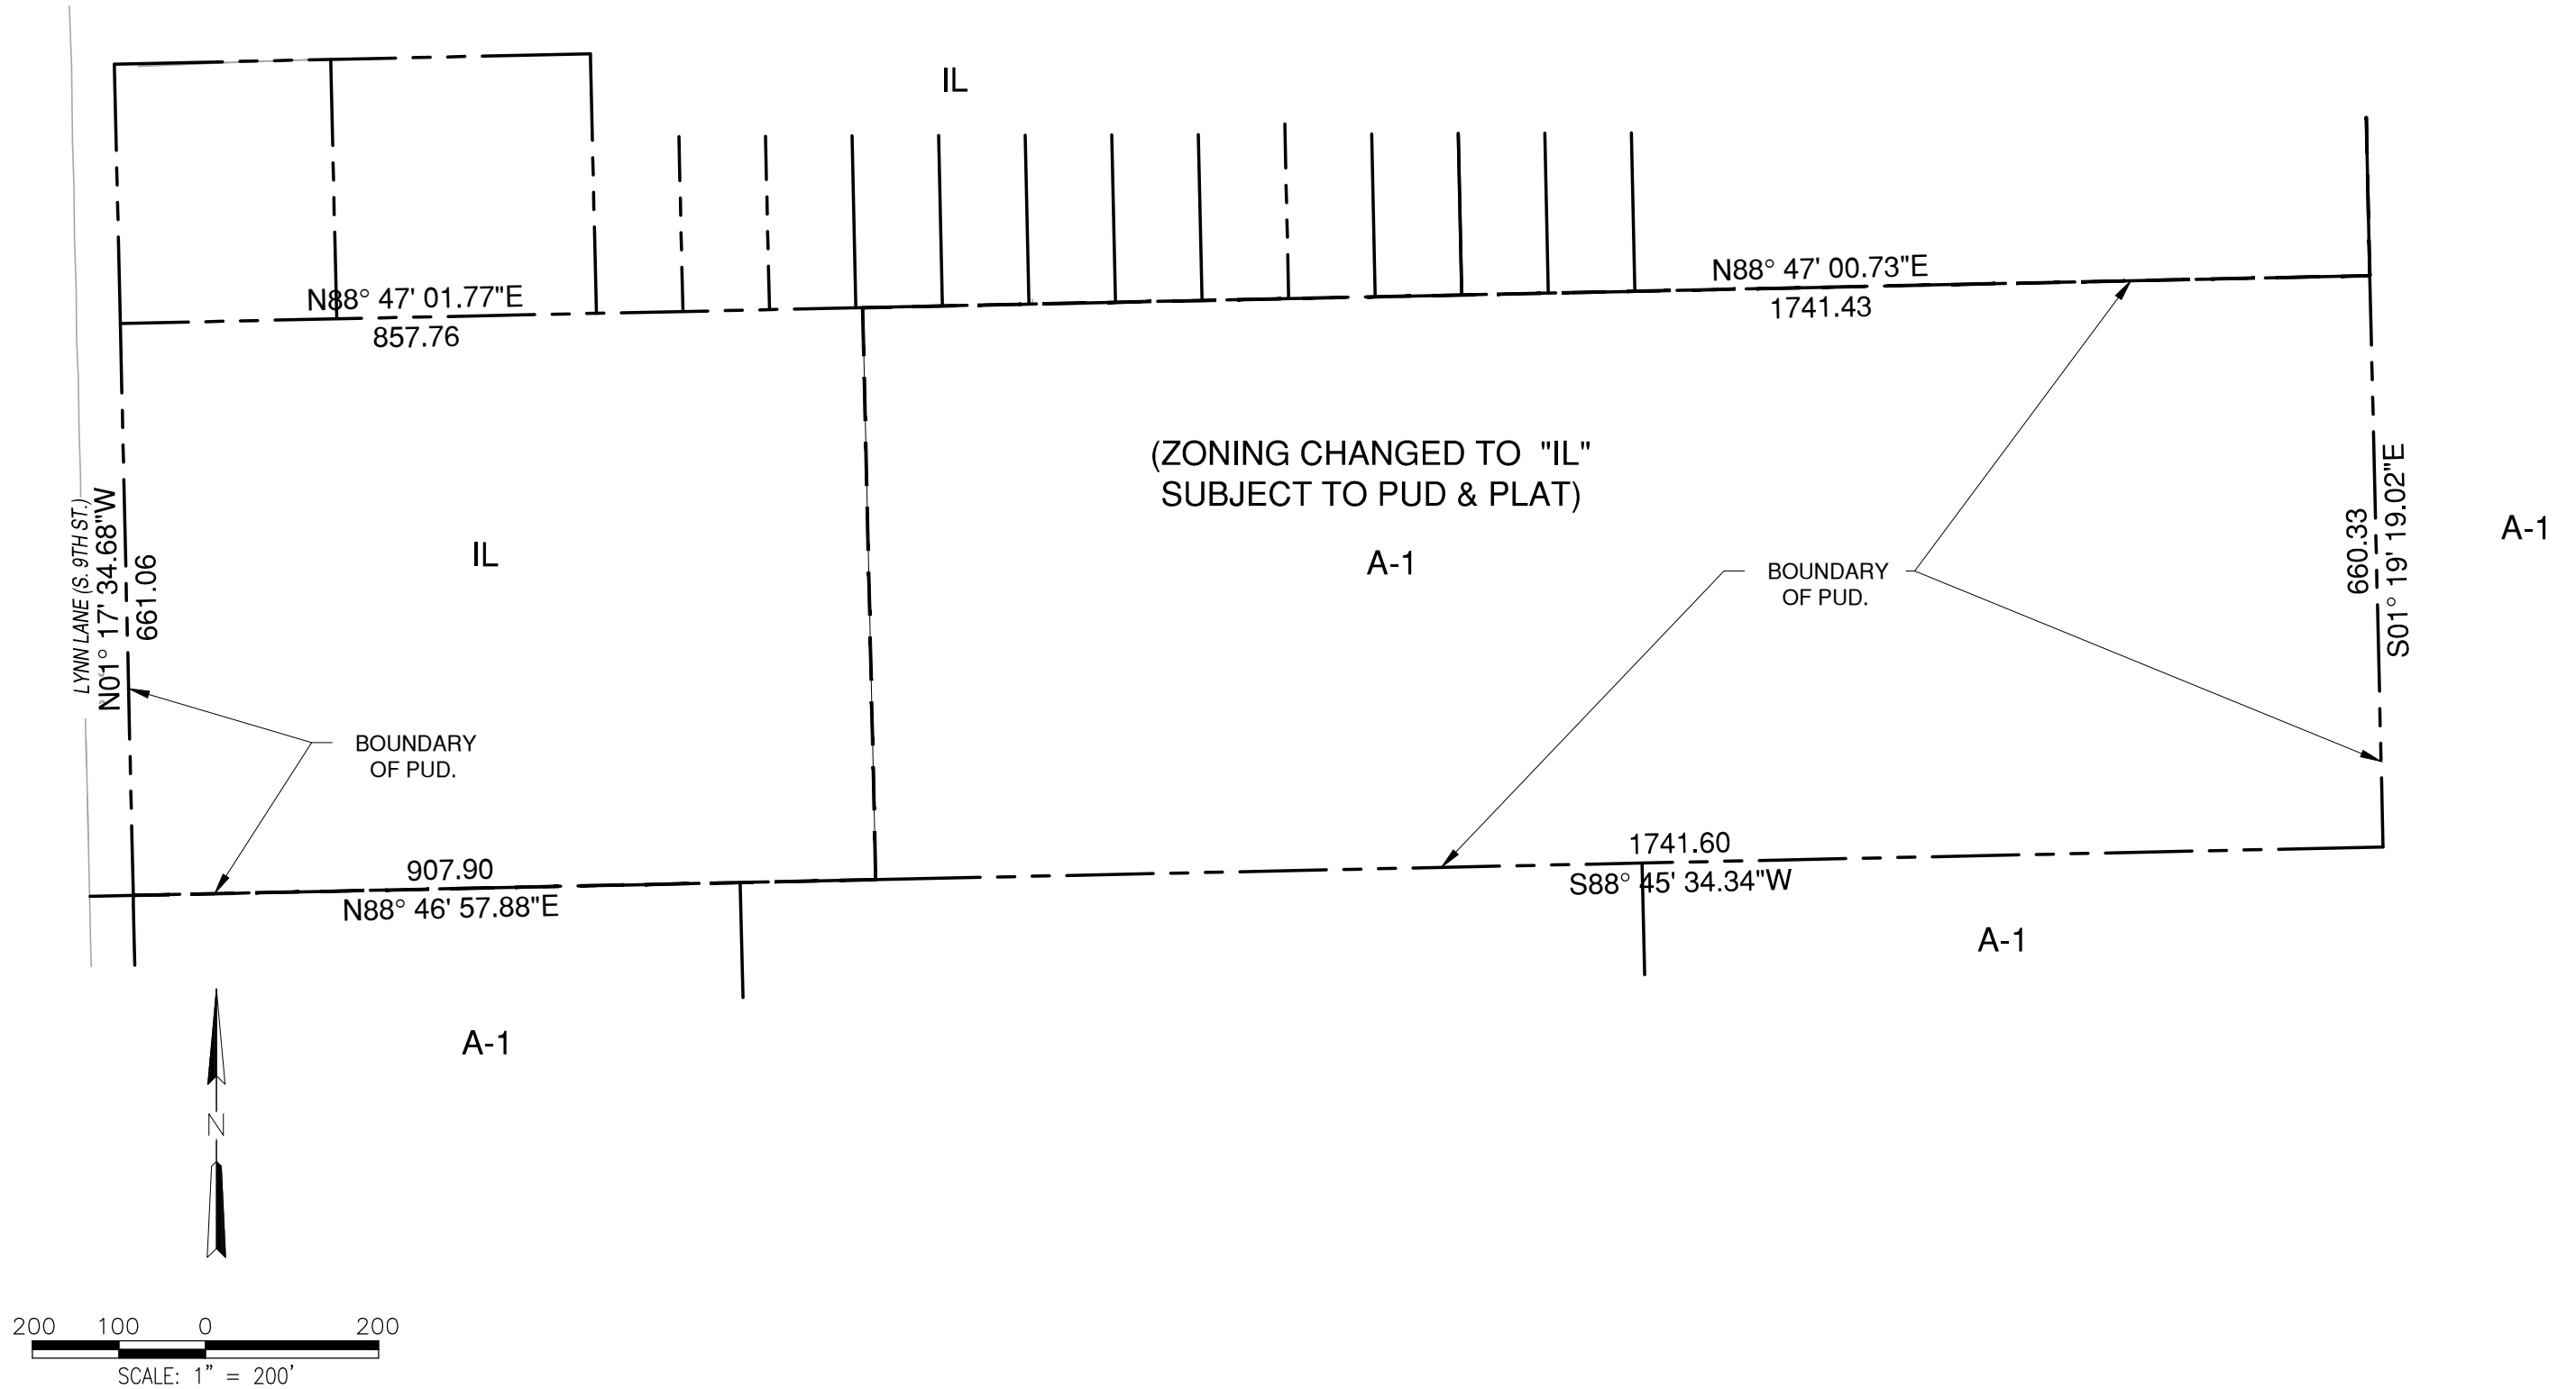 IL
N88° 47' 01.77"E
857.76
N88° 47' 00.73"E
1741.43
(ZONING CHANGED TO "IL"
SUBJECT TO PUD & PLAT)
A-1
IL
LYNN LANE (S. 9TH ST.)
N01° 17' 34.68"W
661.06
BOUNDARY
OF PUD.
660.33
S01° 19' 19.02"E
A-1
BOUNDARY
OF PUD.
907.90
N88° 46' 57.88"E
1741.60
S88° 45' 34.34"W
A-1
A-1
N
200 100 0 200
SCALE: 1" = 200'